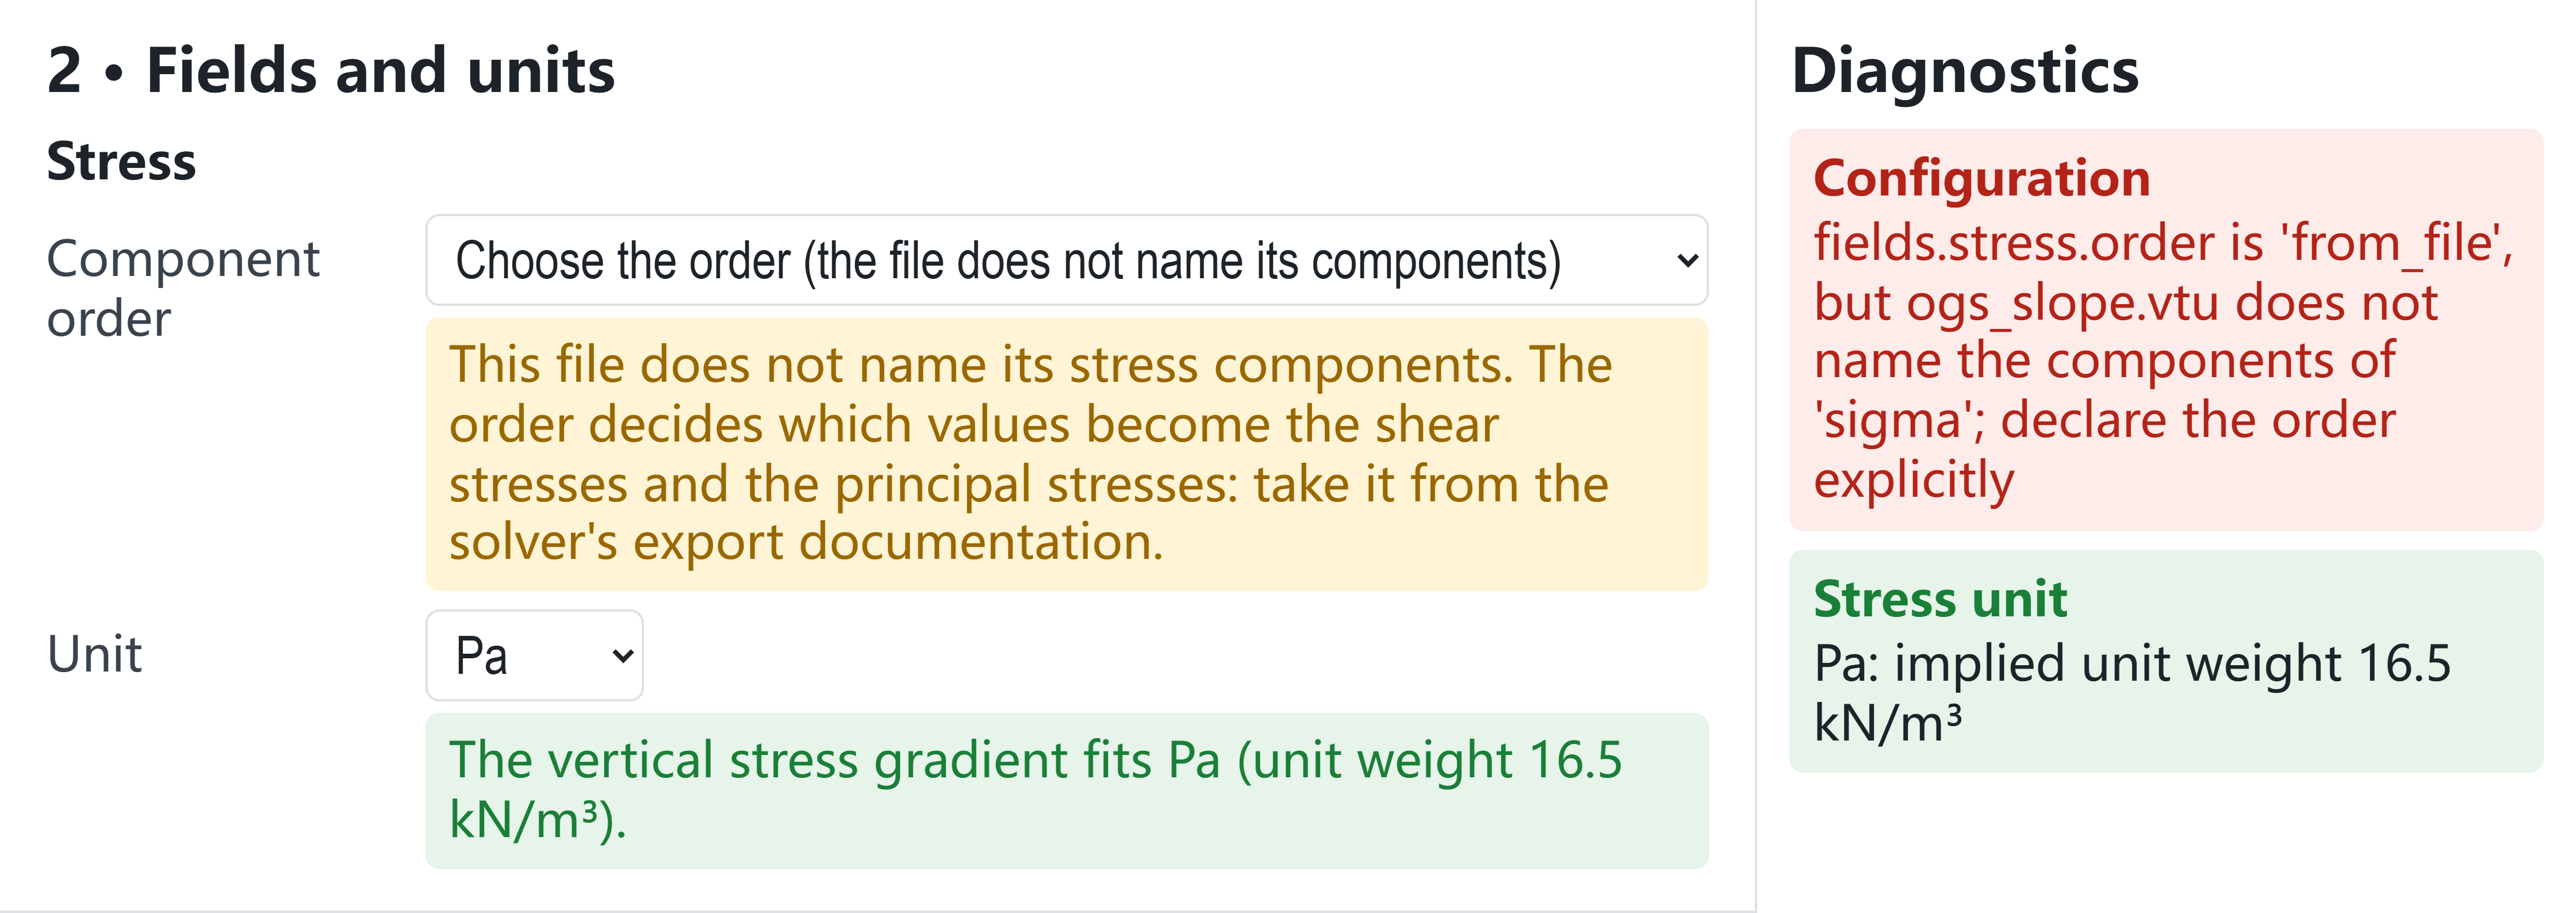 2 • Fields and units
Stress
Component
order
Choose the order (the file does not name its components)
This file does not name its stress components. The
order decides which values become the shear
stresses and the principal stresses: take it from the
solver's export documentation.
Unit
Pa
The vertical stress gradient fits Pa (unit weight 16.5
kN/m³).
Diagnostics
Configuration
fields.stress.order is 'from_file',
but ogs_slope.vtu does not
name the components of
'sigma'; declare the order
explicitly
Stress unit
Pa: implied unit weight 16.5
kN/m³